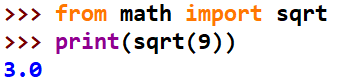 >>> from math import sqrt
>>> print(sqrt(9))
3.0